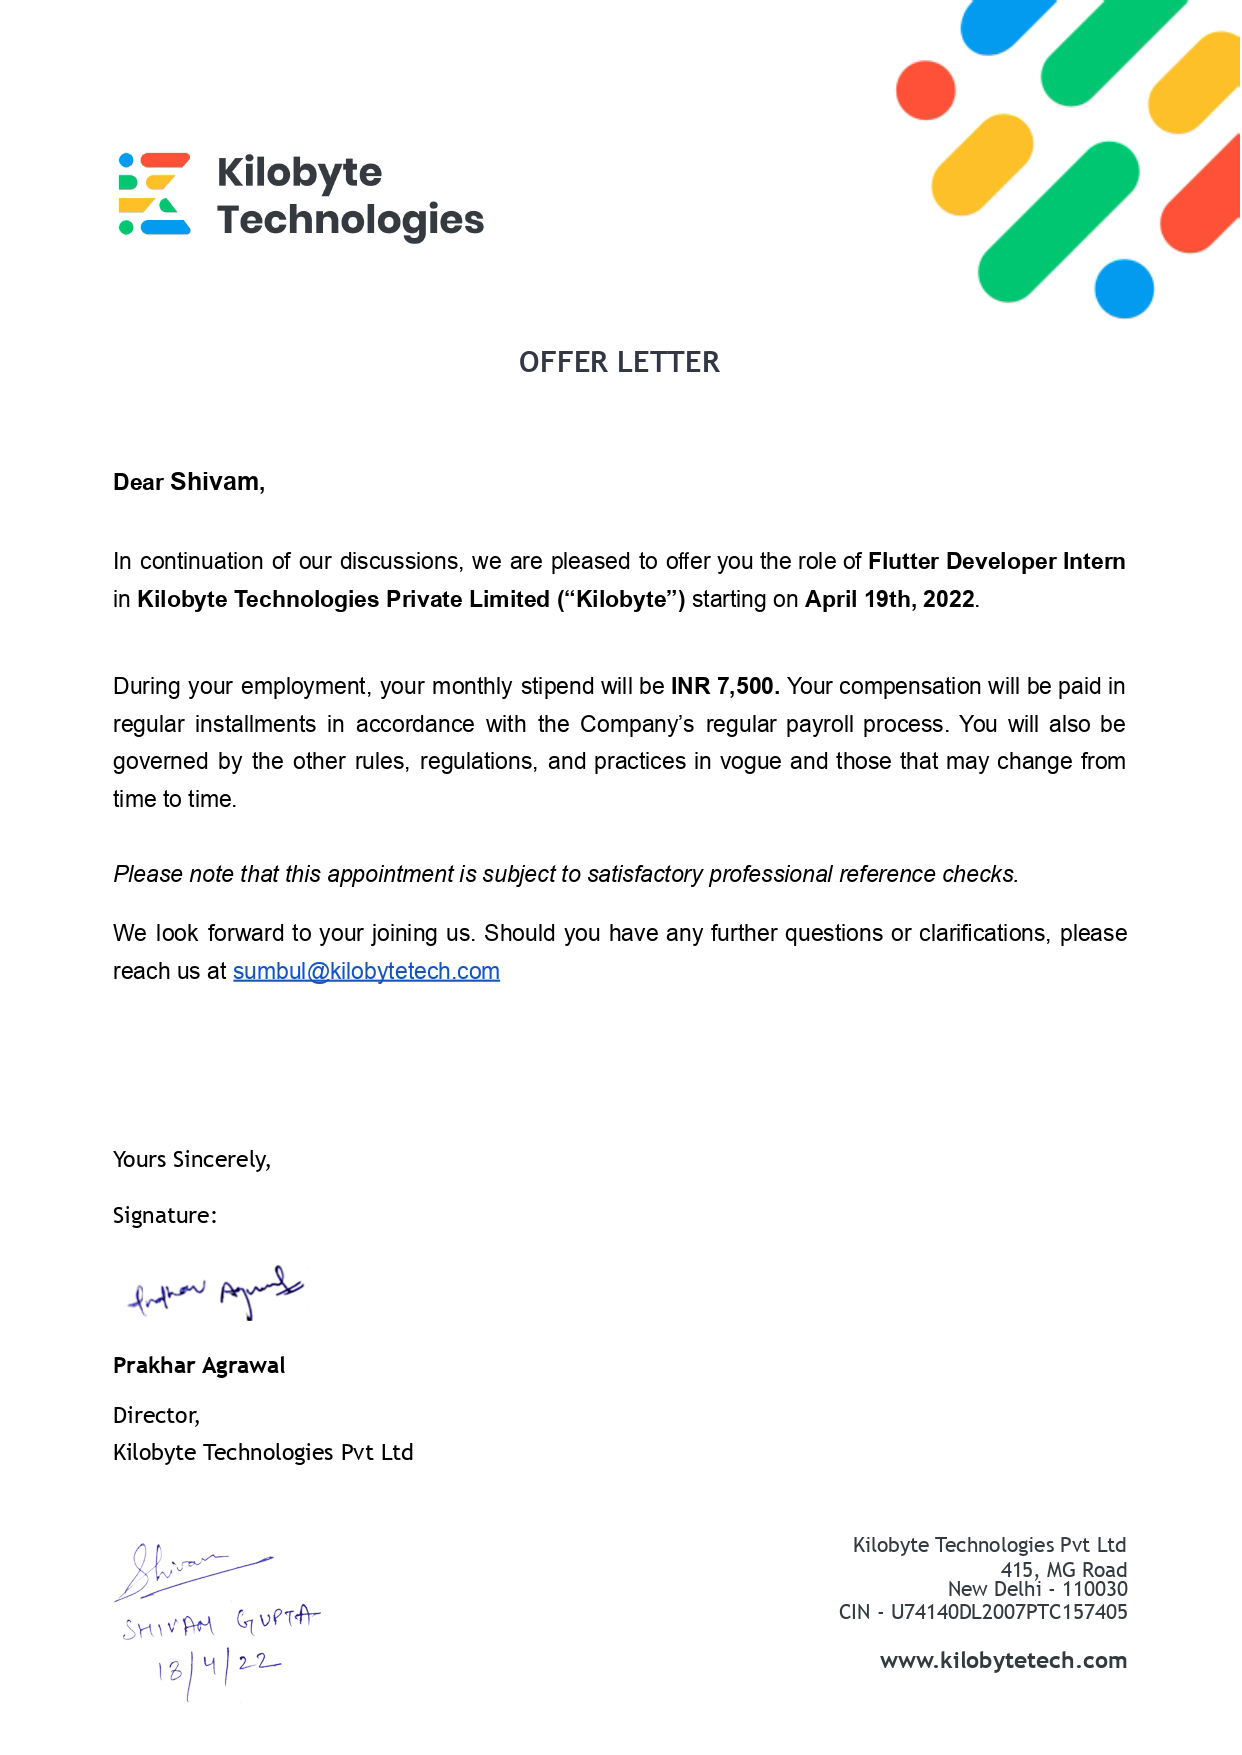 Kilobyte
Technologies
OFFER LETTER
Dear Shivam,
In continuation of our discussions, we are pleased to offer you the role of Flutter Developer Intern
in Kilobyte Technologies Private Limited (“Kilobyte”) starting on April 19th, 2022.
During your employment, your monthly stipend will be INR 7,500. Your compensation will be paid in
regular installments in accordance with the Company’s regular payroll process. You will also be
governed by the other rules, regulations, and practices in vogue and those that may change from
time to time.
Please note that this appointment is subject to satisfactory professional reference checks.
We look forward to your joining us. Should you have any further questions or clarifications, please
reach us at sumbul@kilobytetech.com
Yours Sincerely,
Signature:
Prakhar Agrawal
Prakhar Agrawal
Director,
Kilobyte Technologies Pvt Ltd
Shivam
SHIVAM GUPTA
18/4/22
Kilobyte Technologies Pvt Ltd
415, MG Road
New Delhi - 110030
CIN - U74140DL2007PTC157405
www.kilobytetech.com